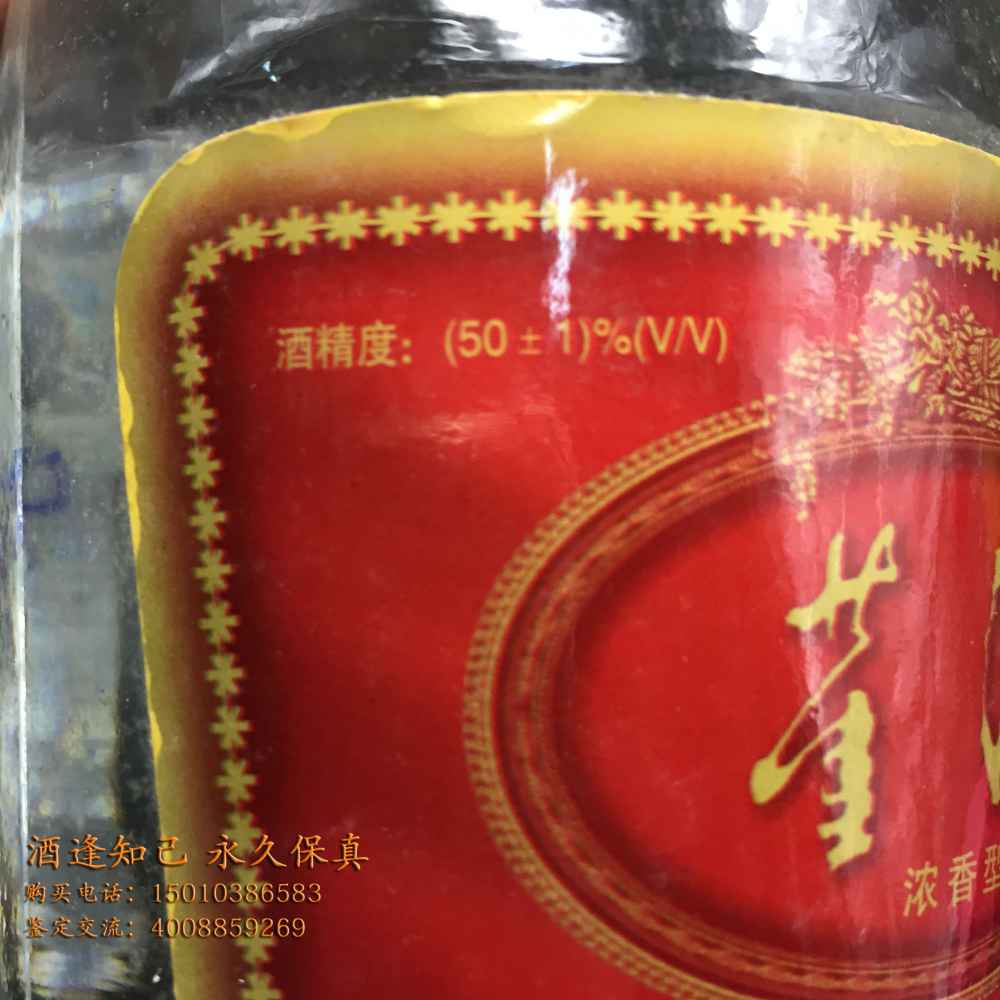 酒精度：(50±1)%(V/V)
董
浓香型
酒逢知己 永久保真
购买电话：15010386583
鉴定交流：4008859269